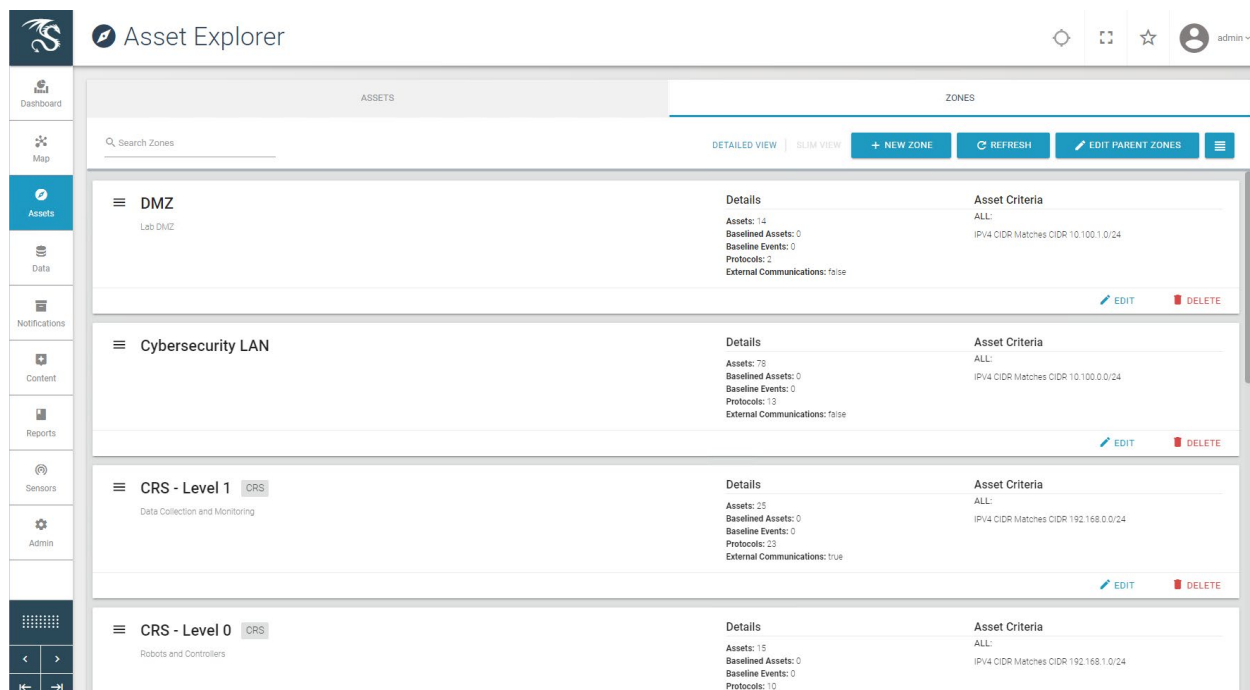 Asset Explorer
admin
Dashboard
Map
Assets
Data
Notifications
Content
Reports
Sensors
Admin
ASSETS
ZONES
Search Zones
DETAILED VIEW
SLIM VIEW
+ NEW ZONE
REFRESH
EDIT PARENT ZONES
DMZ
Lab DMZ
Details
Assets: 14
Baselined Assets: 0
Baseline Events: 0
Protocols: 2
External Communications: false
Asset Criteria
ALL:
IPV4 CIDR Matches CIDR 10.100.1.0/24
EDIT
DELETE
Cybersecurity LAN
Details
Assets: 78
Baselined Assets: 0
Baseline Events: 0
Protocols: 13
External Communications: false
Asset Criteria
ALL:
IPV4 CIDR Matches CIDR 10.100.0.0/24
EDIT
DELETE
CRS - Level 1 CRS
Data Collection and Monitoring
Details
Assets: 25
Baselined Assets: 0
Baseline Events: 0
Protocols: 23
External Communications: true
Asset Criteria
ALL:
IPV4 CIDR Matches CIDR 192.168.0.0/24
EDIT
DELETE
CRS - Level 0 CRS
Robots and Controllers
Details
Assets: 15
Baselined Assets: 0
Baseline Events: 0
Protocols: 10
Asset Criteria
ALL:
IPV4 CIDR Matches CIDR 192.168.1.0/24